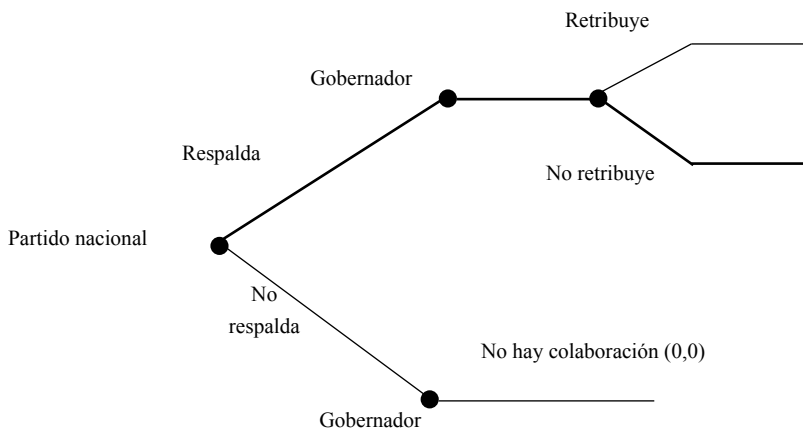 Retribuye
Gobernador
Respalda
No retribuye
Partido nacional
No
respalda
No hay colaboración (0,0)
Gobernador